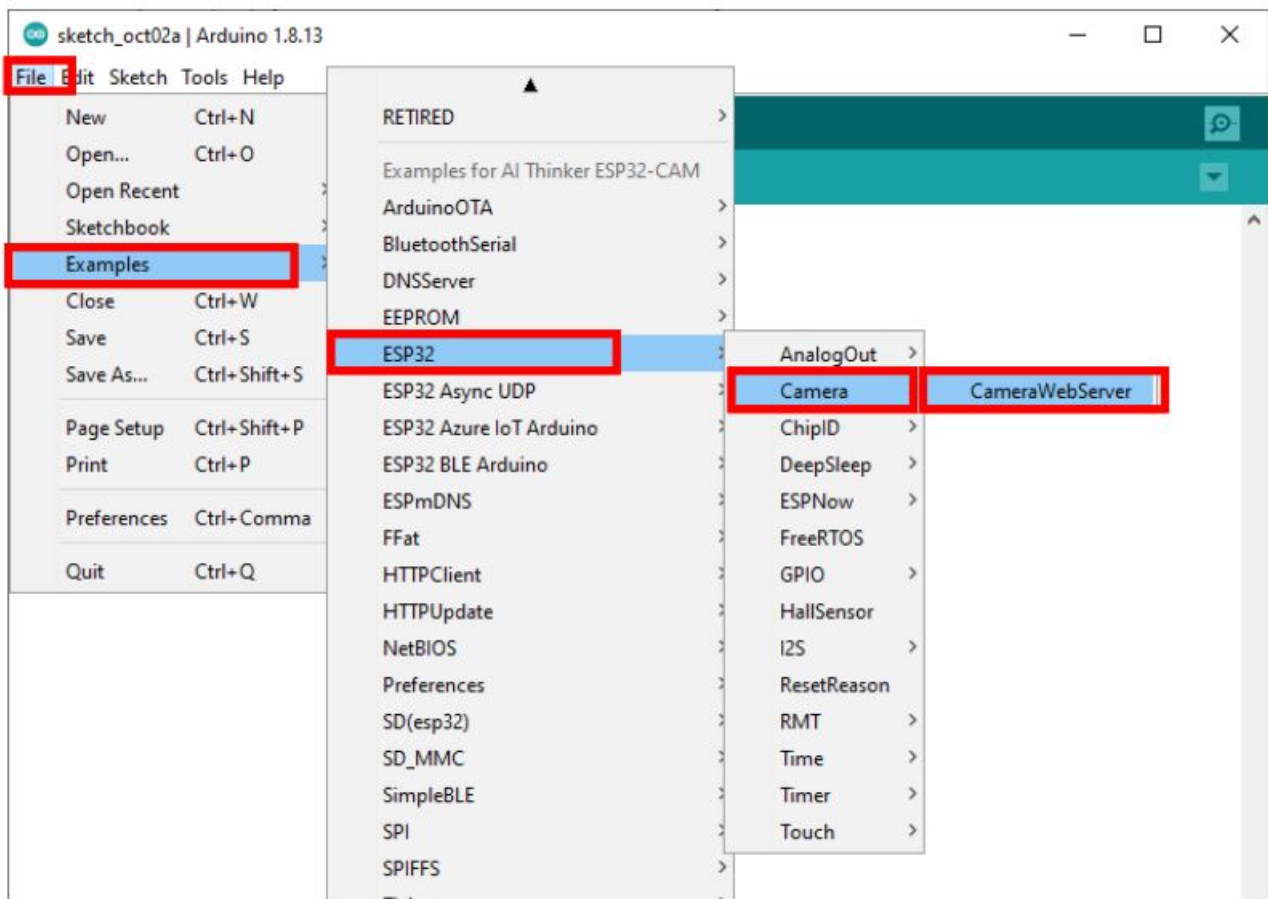 sketch_oct02a | Arduino 1.8.13
File Edit Sketch Tools Help
New Ctrl+N
Open... Ctrl+O
Open Recent
Sketchbook
Examples
Close Ctrl+W
Save Ctrl+S
Save As... Ctrl+Shift+S
Page Setup Ctrl+Shift+P
Print Ctrl+P
Preferences Ctrl+Comma
Quit Ctrl+Q
RETIRED
Examples for AI Thinker ESP32-CAM
ArduinoOTA
BluetoothSerial
DNSServer
EEPROM
ESP32
ESP32 Async UDP
ESP32 Azure IoT Arduino
ESP32 BLE Arduino
ESPmDNS
FFat
HTTPClient
HTTPUpdate
NetBIOS
Preferences
SD(esp32)
SD_MMC
SimpleBLE
SPI
SPIFFS
AnalogOut
Camera
ChipID
DeepSleep
ESPNow
FreeRTOS
GPIO
HallSensor
I2S
ResetReason
RMT
Time
Timer
Touch
CameraWebServer